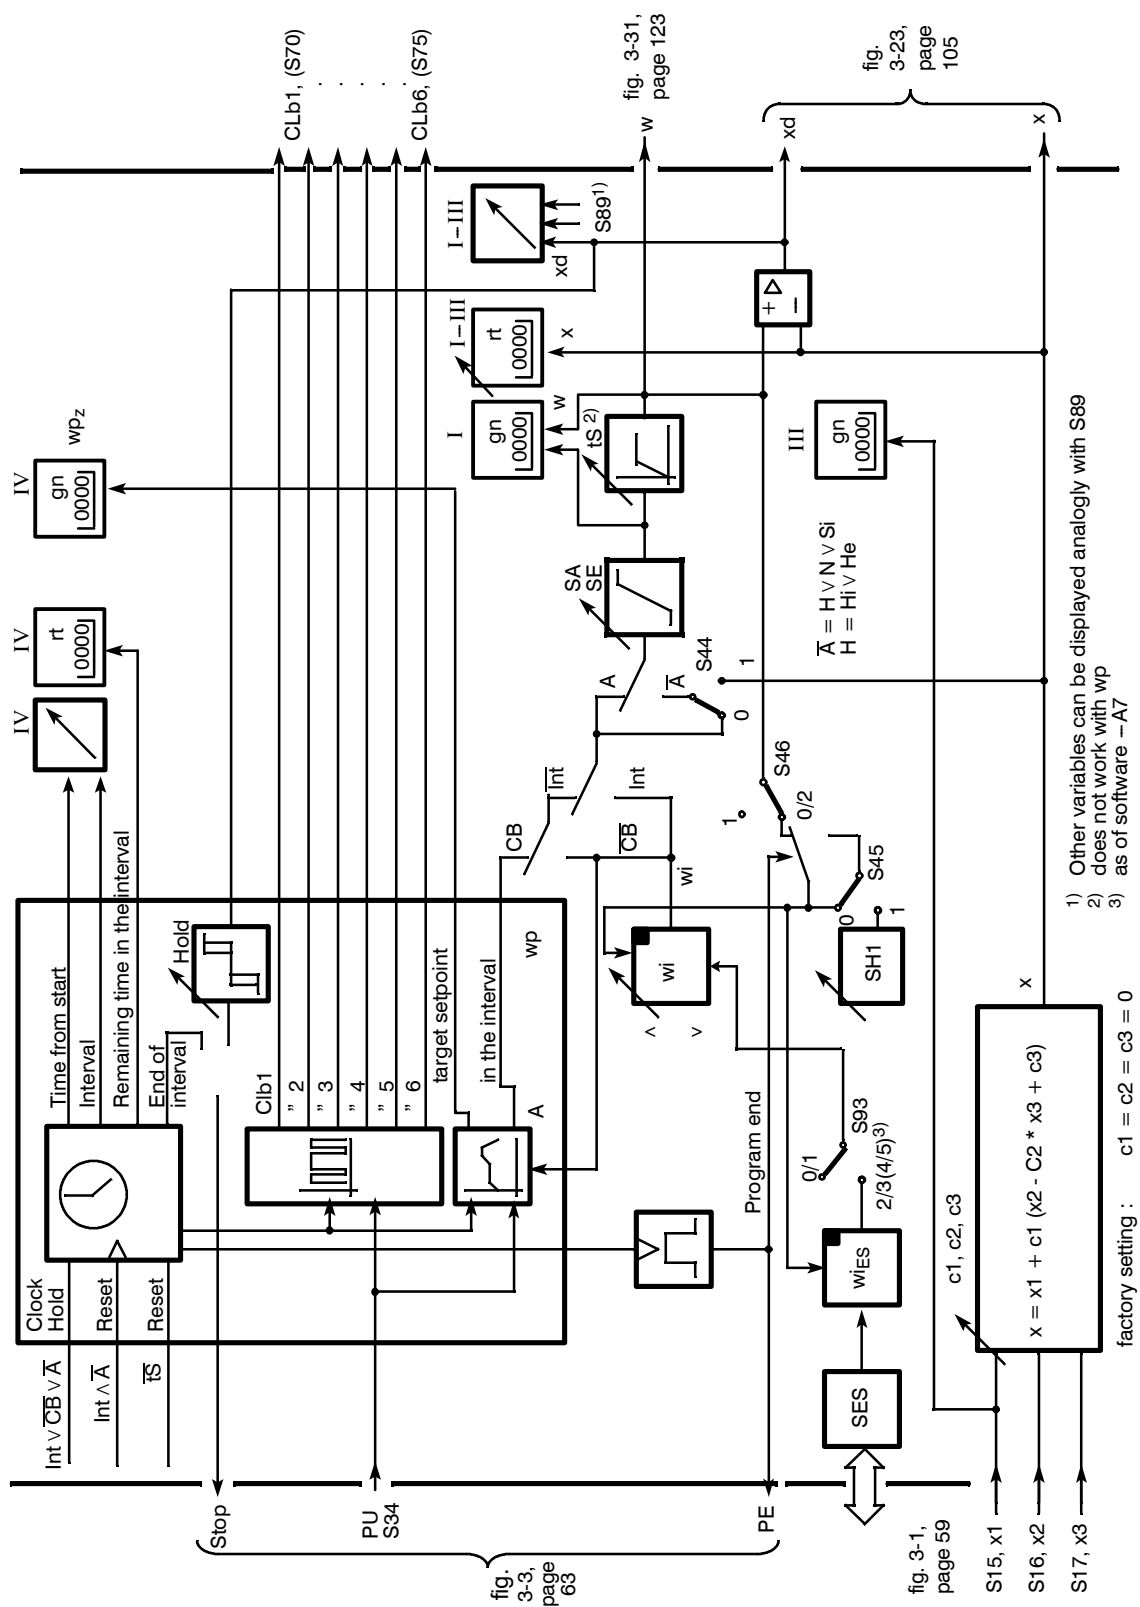 fig.
3-3,
page
63
Stop
PU
S34
PE
fig. 3-1,
page 59
S15, x1
S16, x2
S17, x3
Int ∨ C̅B̅ ∨ A̅
Int ∧ A̅
t̅S̅
Clock
Hold
Reset
Reset
Time from start
Interval
Remaining time in the interval
End of
interval
Hold
Clb1
” 2
” 3
” 4
” 5
” 6
target setpoint
in the interval
A
wp
IV
IV
rt
0000
IV
gn
0000
wpz
CB
C̅B̅
I̅n̅t̅
Int
A
A̅
S44
0
1
SA
SE
tS 2)
I
gn
0000
w
I–III
rt
0000
x
I–III
xd
S89 1)
CLb1, (S70)
. . . . .
CLb6, (S75)
w
fig. 3-31,
page 123
xd
x
fig.
3-23,
page
105
+
–
wi
wi
<
>
Program end
S46
1
0/2
S45
0
1
SH1
S93
0/1
2/3(4/5)3)
wiES
SES
III
gn
0000
A̅ = H ∨ N ∨ Si
H = Hi ∨ He
c1, c2, c3
x = x1 + c1 (x2 - C2 * x3 + c3)
x
factory setting : c1 = c2 = c3 = 0
1) Other variables can be displayed analogly with S89
2) does not work with wp
3) as of software –A7